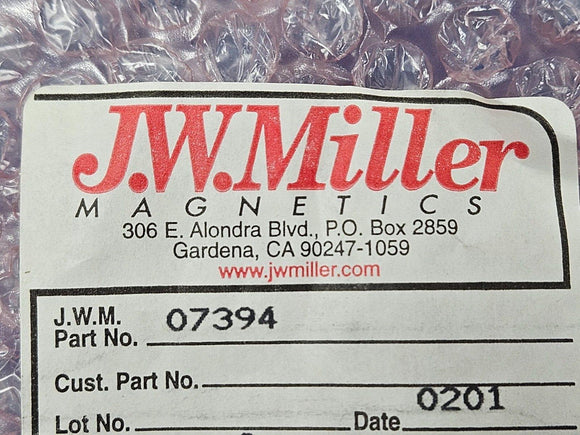 J.W.Miller
MAGNETICS
306 E. Alondra Blvd., P.O. Box 2859
Gardena, CA 90247-1059
www.jwmiller.com
J.W.M.
Part No. 07394
Cust. Part No.
Lot No. Date 0201